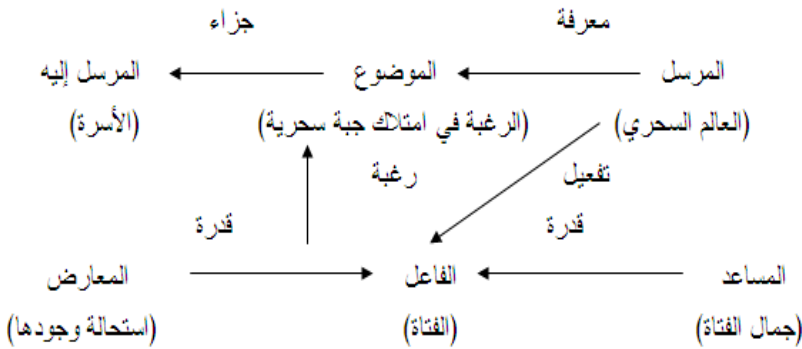 معرفة جزاء
المرسل الموضوع المرسل إليه
(العالم السحري) (الرغبة في امتلاك جبة سحرية) (الأسرة)
تفعيل رغبة
قدرة قدرة
المساعد الفاعل المعارض
(جمال الفتاة) (الفتاة) (استحالة وجودها)